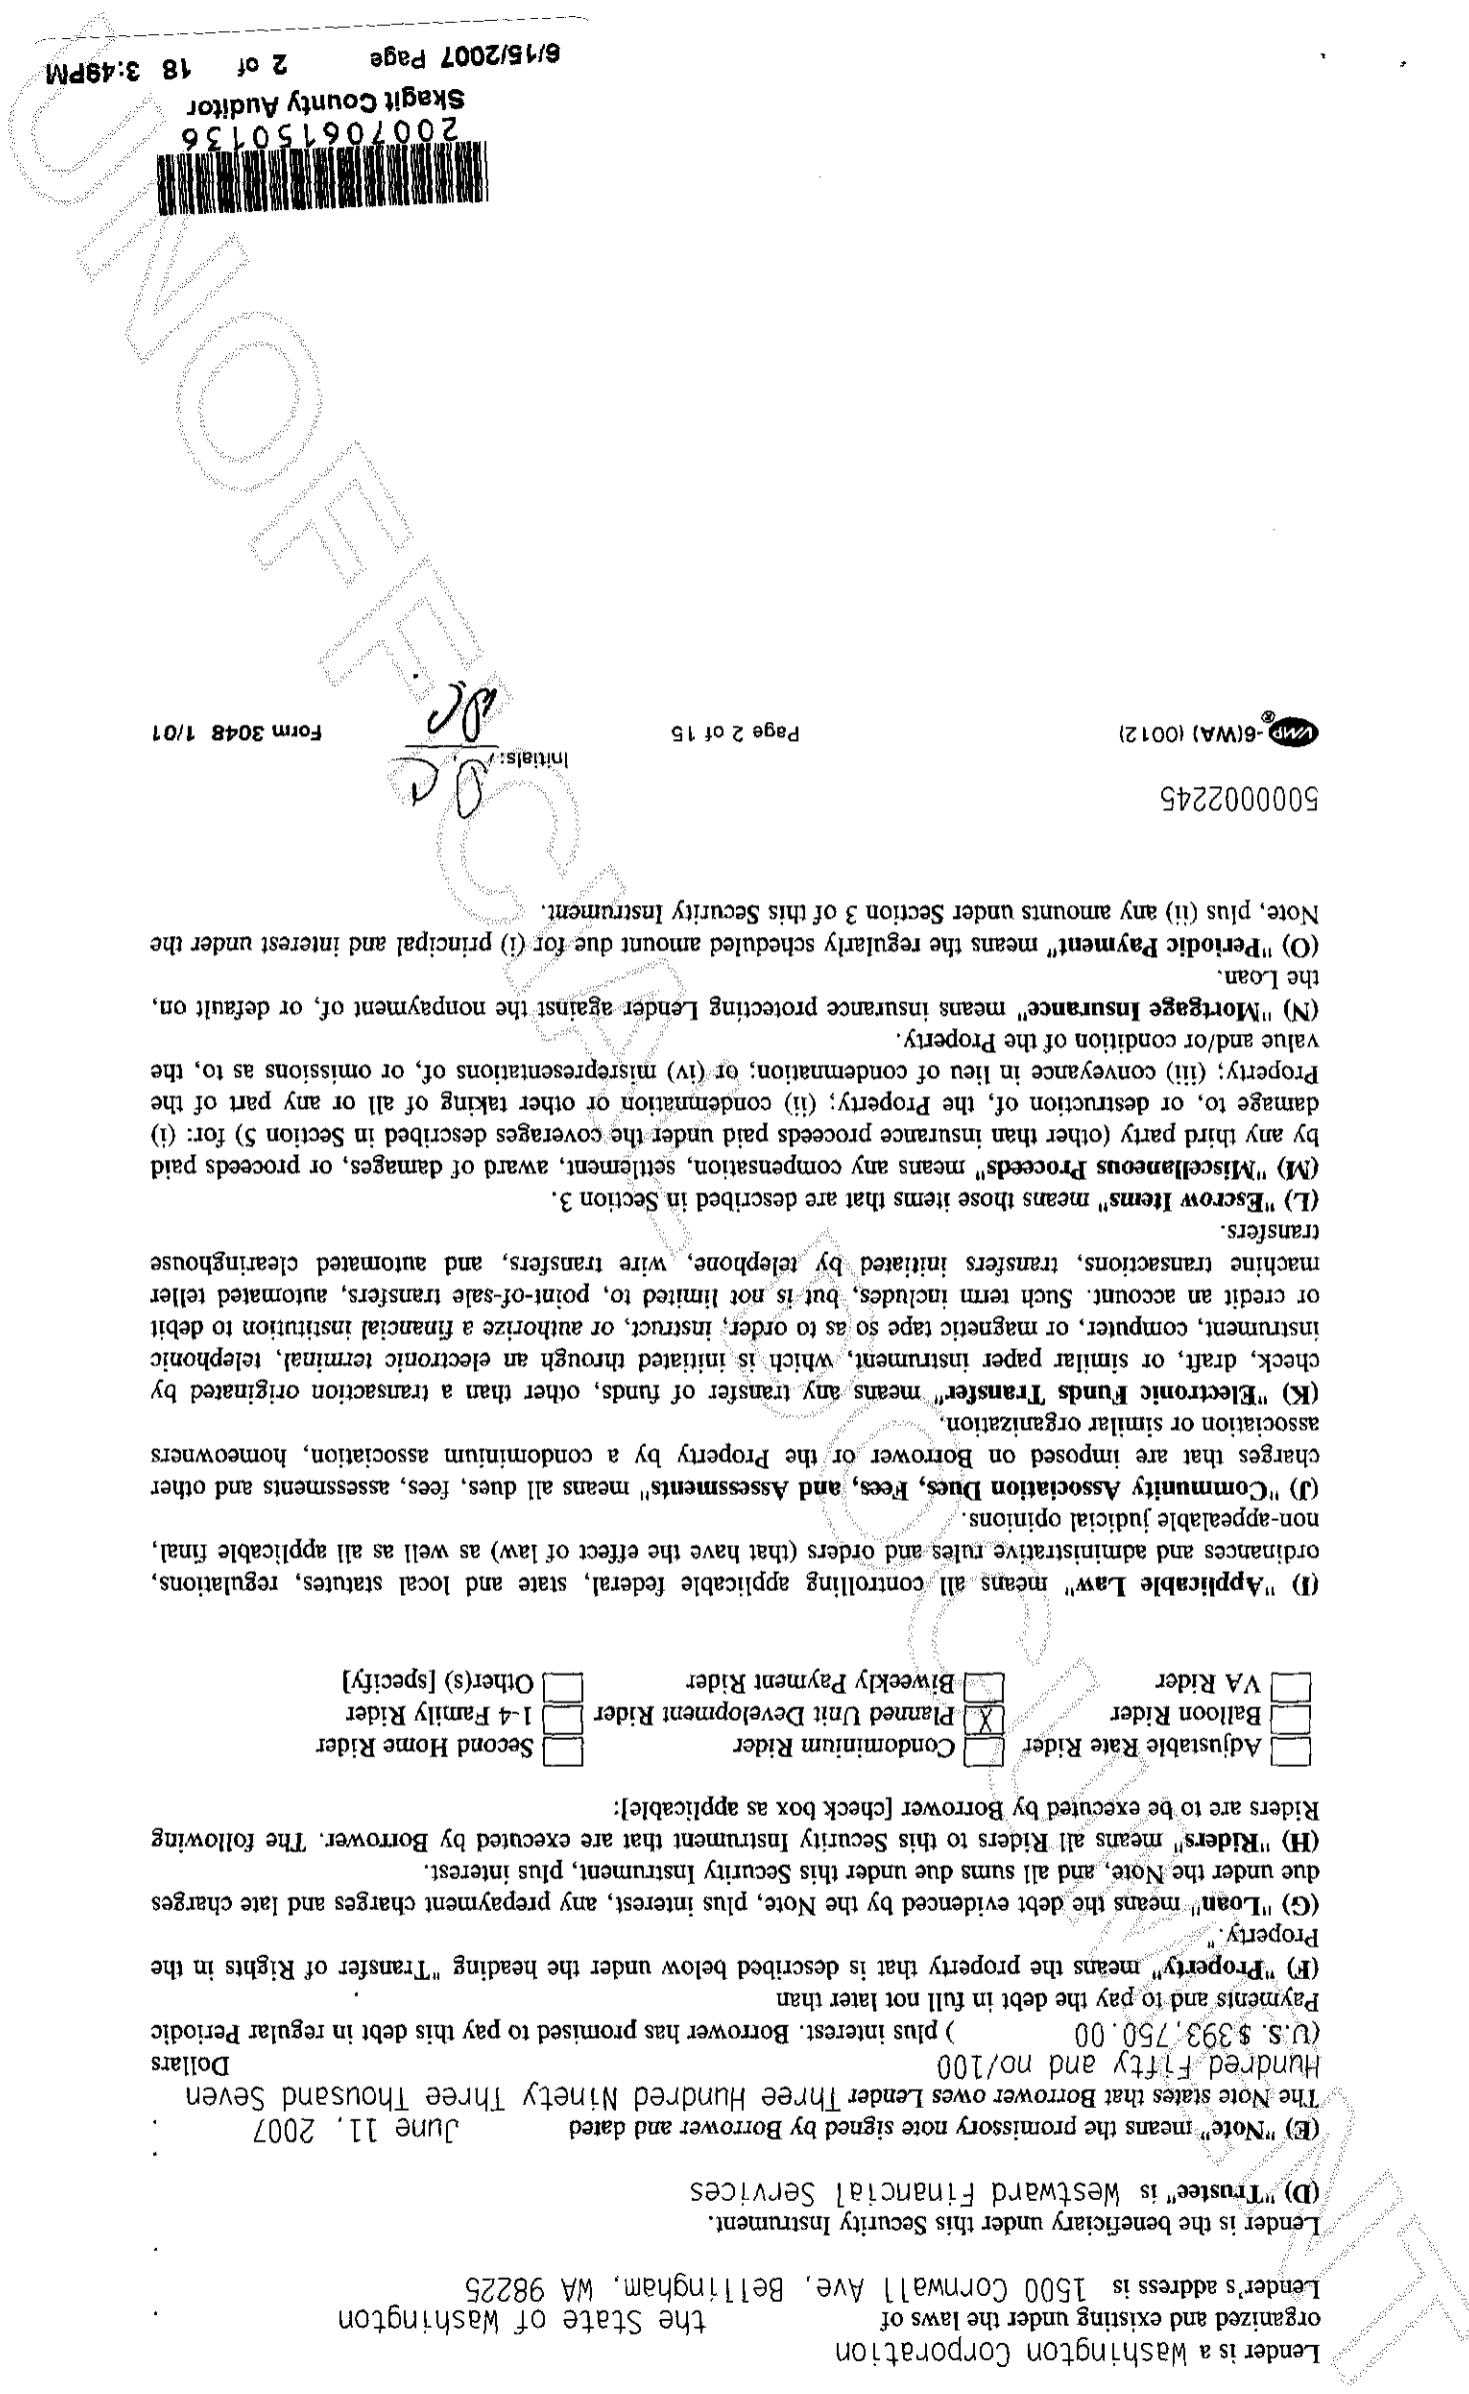 Lender is a Washington Corporation
organized and existing under the laws of the State of Washington .
Lender's address is 1500 Cornwall Ave, Bellingham, WA 98225
.
Lender is the beneficiary under this Security Instrument.
(D) "Trustee" is Westward Financial Services
.
(E) "Note" means the promissory note signed by Borrower and dated June 11, 2007 .
The Note states that Borrower owes Lender Three Hundred Ninety Three Thousand Seven
Hundred Fifty and no/100 Dollars
(U.S. $393,750.00 ) plus interest. Borrower has promised to pay this debt in regular Periodic
Payments and to pay the debt in full not later than .
(F) "Property" means the property that is described below under the heading "Transfer of Rights in the
Property."
(G) "Loan" means the debt evidenced by the Note, plus interest, any prepayment charges and late charges
due under the Note, and all sums due under this Security Instrument, plus interest.
(H) "Riders" means all Riders to this Security Instrument that are executed by Borrower. The following
Riders are to be executed by Borrower [check box as applicable]:
Adjustable Rate Rider Condominium Rider Second Home Rider
Balloon Rider X Planned Unit Development Rider 1-4 Family Rider
VA Rider Biweekly Payment Rider Other(s) [specify]
(I) "Applicable Law" means all controlling applicable federal, state and local statutes, regulations,
ordinances and administrative rules and orders (that have the effect of law) as well as all applicable final,
non-appealable judicial opinions.
(J) "Community Association Dues, Fees, and Assessments" means all dues, fees, assessments and other
charges that are imposed on Borrower or the Property by a condominium association, homeowners
association or similar organization.
(K) "Electronic Funds Transfer" means any transfer of funds, other than a transaction originated by
check, draft, or similar paper instrument, which is initiated through an electronic terminal, telephonic
instrument, computer, or magnetic tape so as to order, instruct, or authorize a financial institution to debit
or credit an account. Such term includes, but is not limited to, point-of-sale transfers, automated teller
machine transactions, transfers initiated by telephone, wire transfers, and automated clearinghouse
transfers.
(L) "Escrow Items" means those items that are described in Section 3.
(M) "Miscellaneous Proceeds" means any compensation, settlement, award of damages, or proceeds paid
by any third party (other than insurance proceeds paid under the coverages described in Section 5) for: (i)
damage to, or destruction of, the Property; (ii) condemnation or other taking of all or any part of the
Property; (iii) conveyance in lieu of condemnation; or (iv) misrepresentations of, or omissions as to, the
value and/or condition of the Property.
(N) "Mortgage Insurance" means insurance protecting Lender against the nonpayment of, or default on,
the Loan.
(O) "Periodic Payment" means the regularly scheduled amount due for (i) principal and interest under the
Note, plus (ii) any amounts under Section 3 of this Security Instrument.
5000002245
Initials:
VMP®-6(WA) (0012) Page 2 of 15 Form 3048 1/01
200706150136
Skagit County Auditor
6/15/2007 Page 2 of 18 3:49PM
UNOFFICIAL DOCUMENT